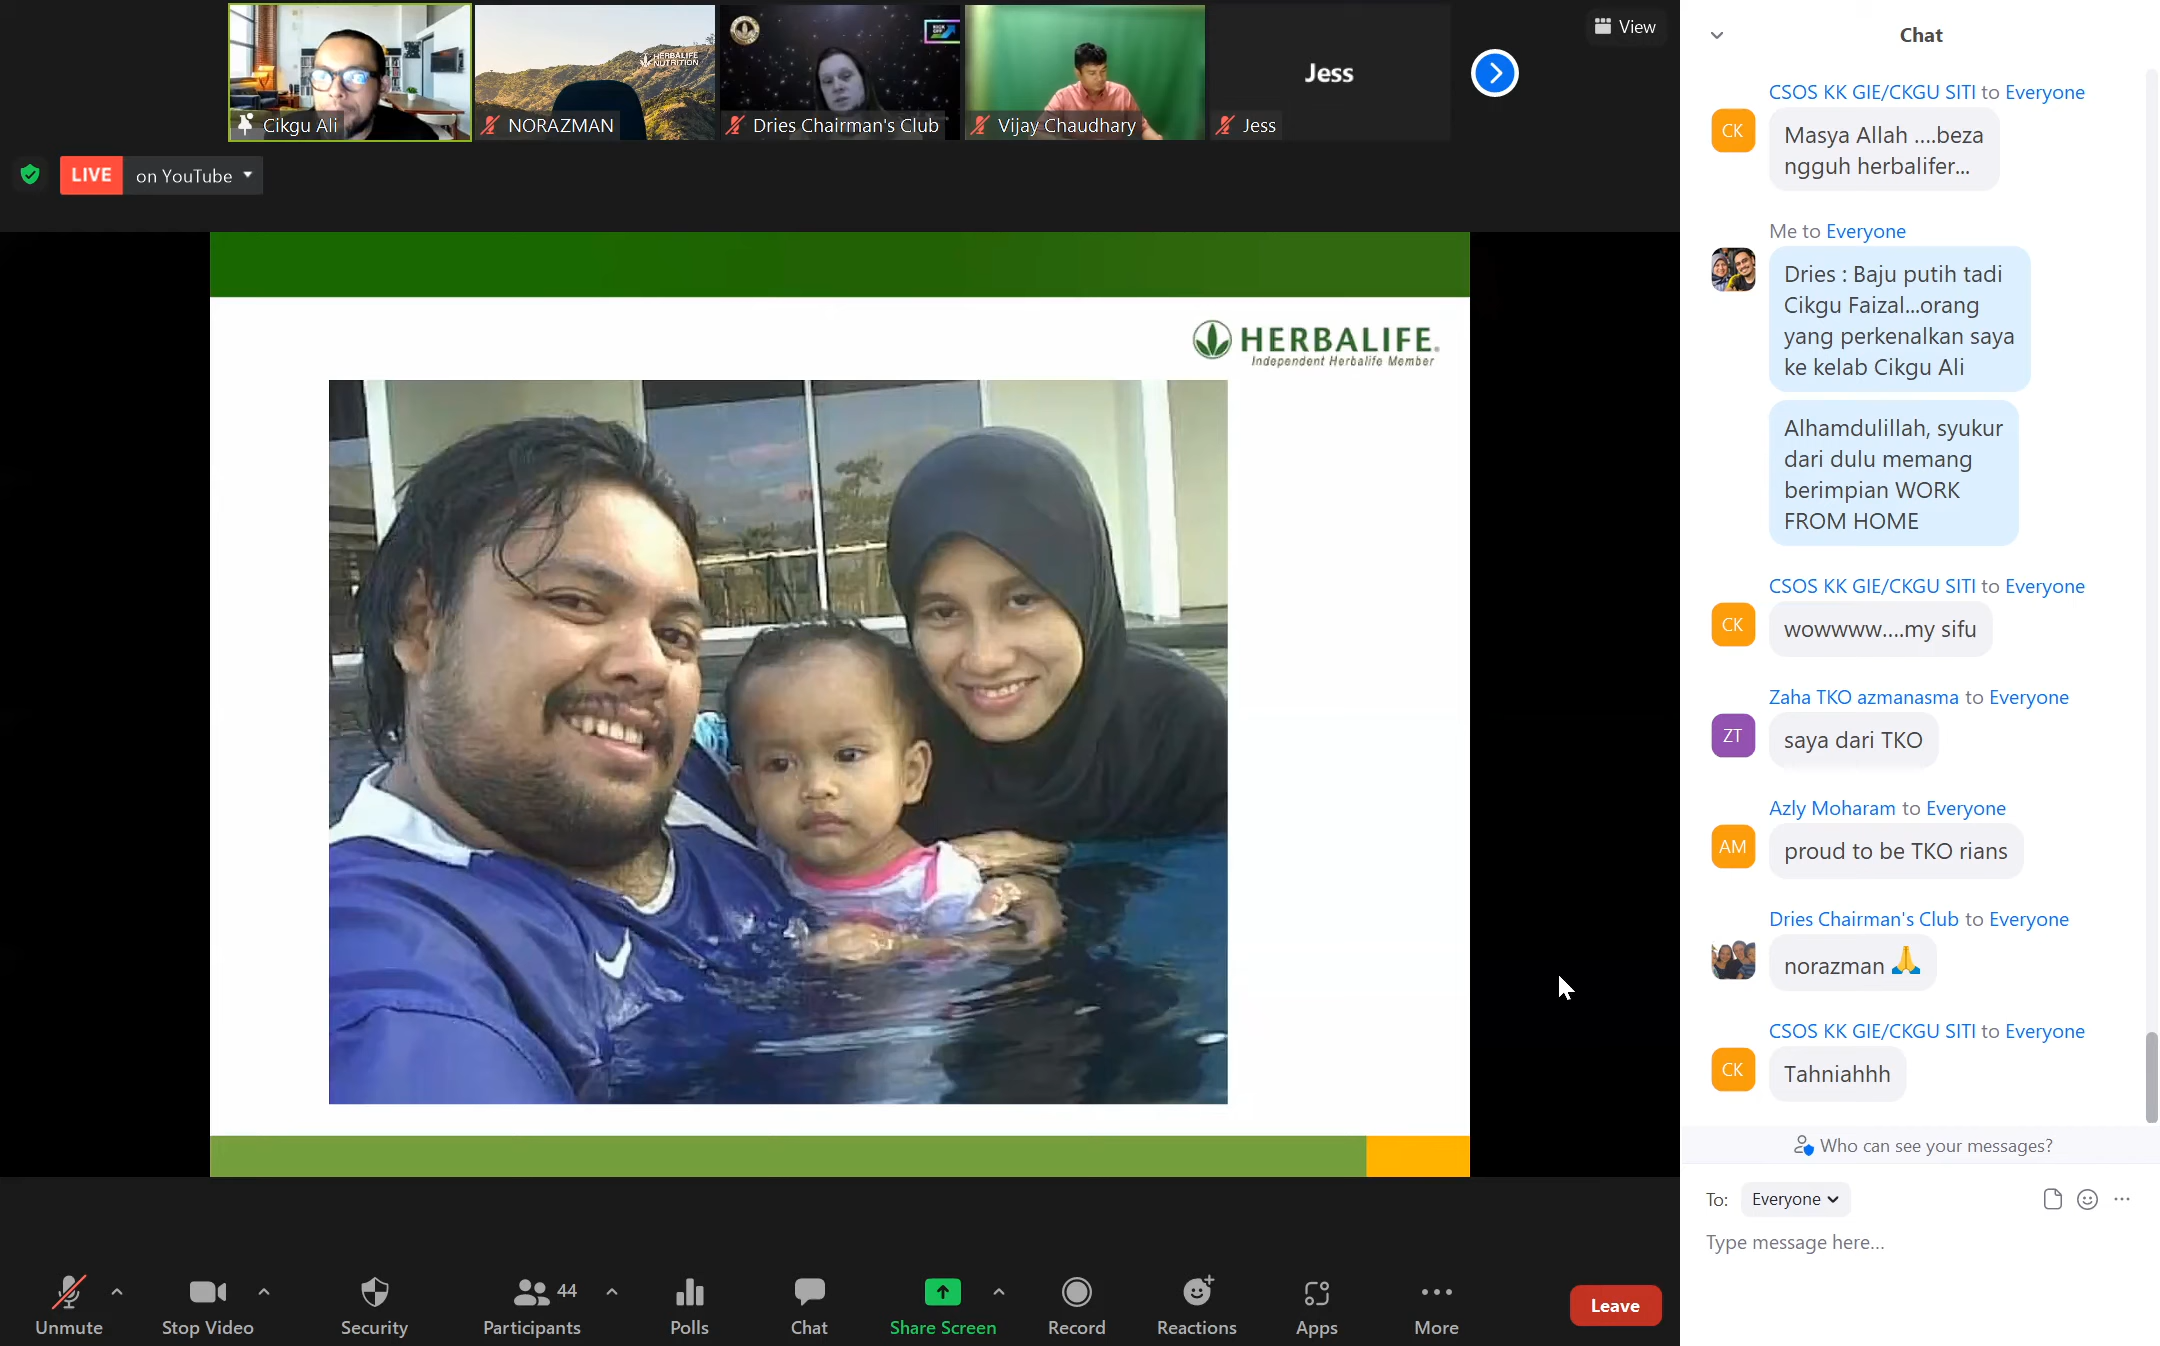 HERBALIFE
NUTRITION
Jess
View
Cikgu Ali
NORAZMAN
Dries Chairman's Club
Vijay Chaudhary
Jess
LIVE
on YouTube
HERBALIFE®
Independent Herbalife Member
Chat
CSOS KK GIE/CKGU SITI to Everyone
CK
Masya Allah ....beza
ngguh herbalifer...
Me to Everyone
Dries : Baju putih tadi
Cikgu Faizal...orang
yang perkenalkan saya
ke kelab Cikgu Ali
Alhamdulillah, syukur
dari dulu memang
berimpian WORK
FROM HOME
CSOS KK GIE/CKGU SITI to Everyone
CK
wowwww....my sifu
Zaha TKO azmanasma to Everyone
ZT
saya dari TKO
Azly Moharam to Everyone
AM
proud to be TKO rians
Dries Chairman's Club to Everyone
norazman 🙏
CSOS KK GIE/CKGU SITI to Everyone
CK
Tahniahhh
Who can see your messages?
To: Everyone
Type message here...
44
Unmute
Stop Video
Security
Participants
Polls
Chat
Share Screen
Record
Reactions
Apps
More
Leave